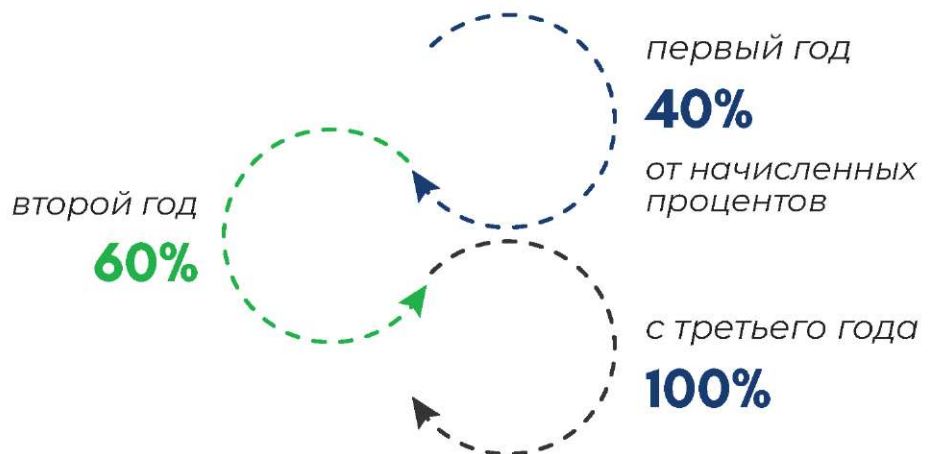 первый год
40%
от начисленных
процентов
второй год
60%
с третьего года
100%